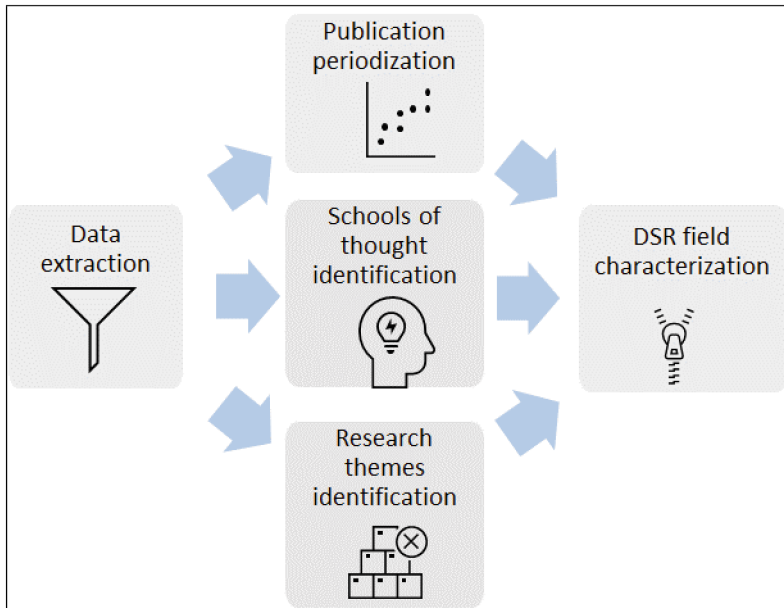 Publication
periodization
Data
extraction
Schools of
thought
identification
DSR field
characterization
Research
themes
identification